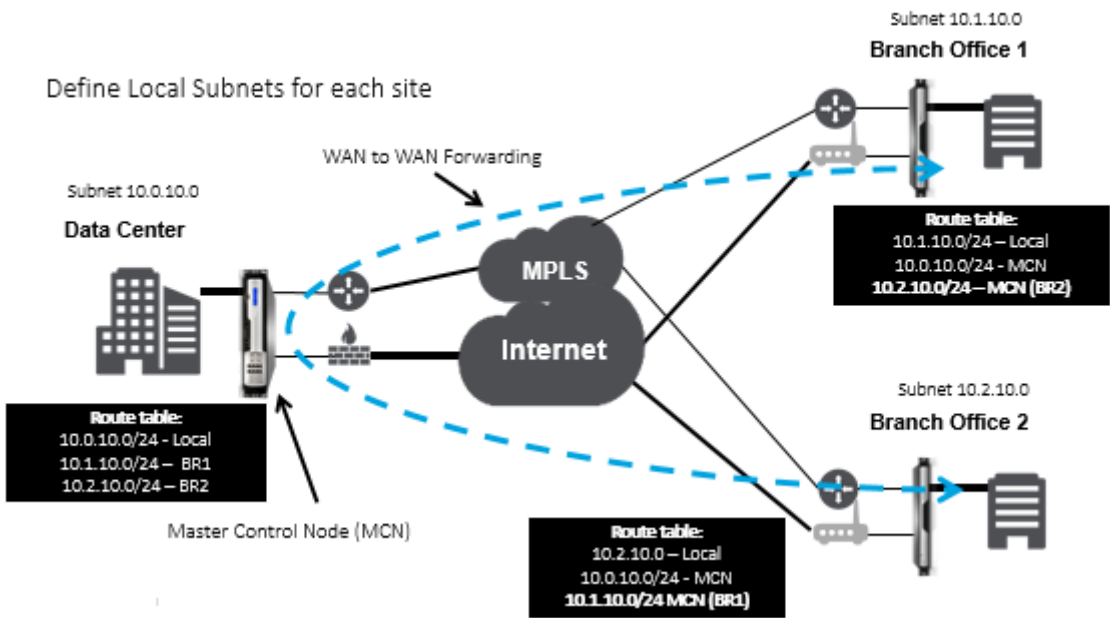 Define Local Subnets for each site
WAN to WAN Forwarding
Subnet 10.0.10.0
Data Center
Route table:
10.0.10.0/24 - Local
10.1.10.0/24 – BR1
10.2.10.0/24 – BR2
Master Control Node (MCN)
MPLS
Internet
Subnet 10.1.10.0
Branch Office 1
Route table:
10.1.10.0/24 – Local
10.0.10.0/24 - MCN
10.2.10.0/24 – MCN (BR2)
Subnet 10.2.10.0
Branch Office 2
Route table:
10.2.10.0 – Local
10.0.10.0/24 - MCN
10.1.10.0/24 MCN (BR1)